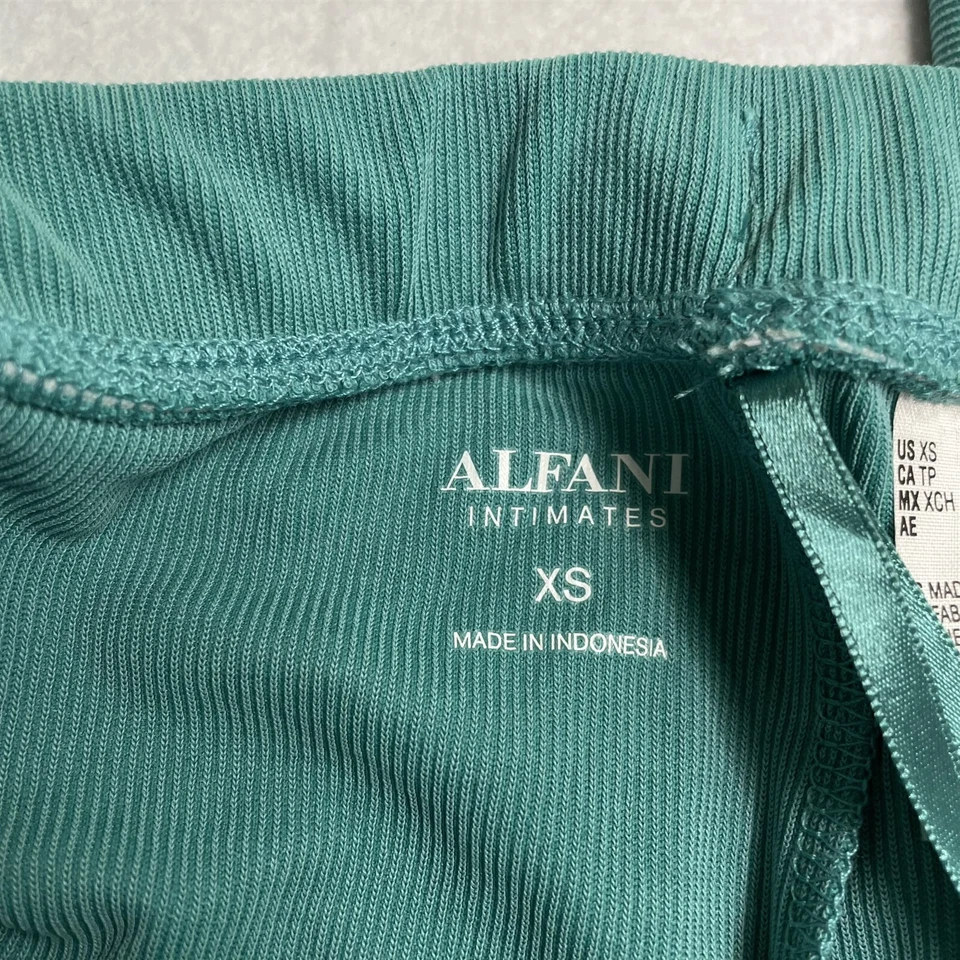 ALFANI
INTIMATES
XS
MADE IN INDONESIA
US XS
CA TP
MX XCH
AE